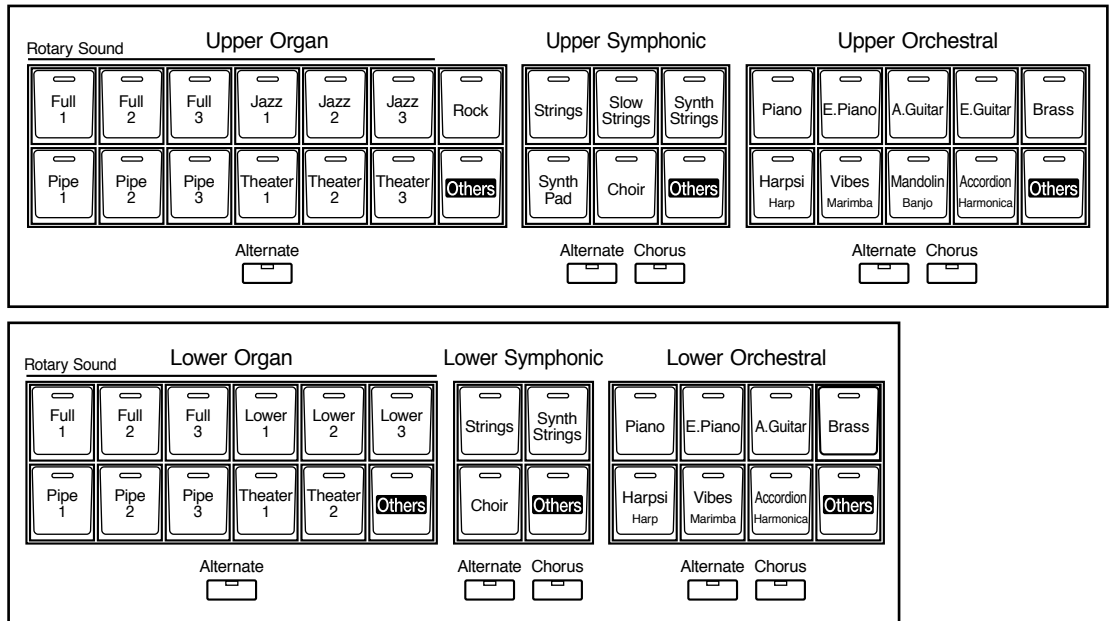 Rotary Sound Upper Organ Upper Symphonic Upper Orchestral
Full 1 Full 2 Full 3 Jazz 1 Jazz 2 Jazz 3 Rock Strings Slow Strings Synth Strings Piano E.Piano A.Guitar E.Guitar Brass
Pipe 1 Pipe 2 Pipe 3 Theater 1 Theater 2 Theater 3 Others Synth Pad Choir Others Harpsi Harp Vibes Marimba Mandolin Banjo Accordion Harmonica Others
Alternate Alternate Chorus Alternate Chorus
Rotary Sound Lower Organ Lower Symphonic Lower Orchestral
Full 1 Full 2 Full 3 Lower 1 Lower 2 Lower 3 Strings Synth Strings Piano E.Piano A.Guitar Brass
Pipe 1 Pipe 2 Pipe 3 Theater 1 Theater 2 Others Choir Others Harpsi Harp Vibes Marimba Accordion Harmonica Others
Alternate Alternate Chorus Alternate Chorus